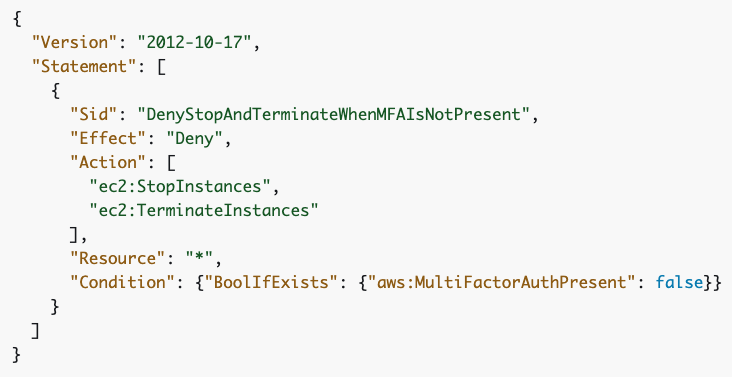 {
  "Version": "2012-10-17",
  "Statement": [
    {
      "Sid": "DenyStopAndTerminateWhenMFAIsNotPresent",
      "Effect": "Deny",
      "Action": [
        "ec2:StopInstances",
        "ec2:TerminateInstances"
      ],
      "Resource": "*",
      "Condition": {"BoolIfExists": {"aws:MultiFactorAuthPresent": false}}
    }
  ]
}